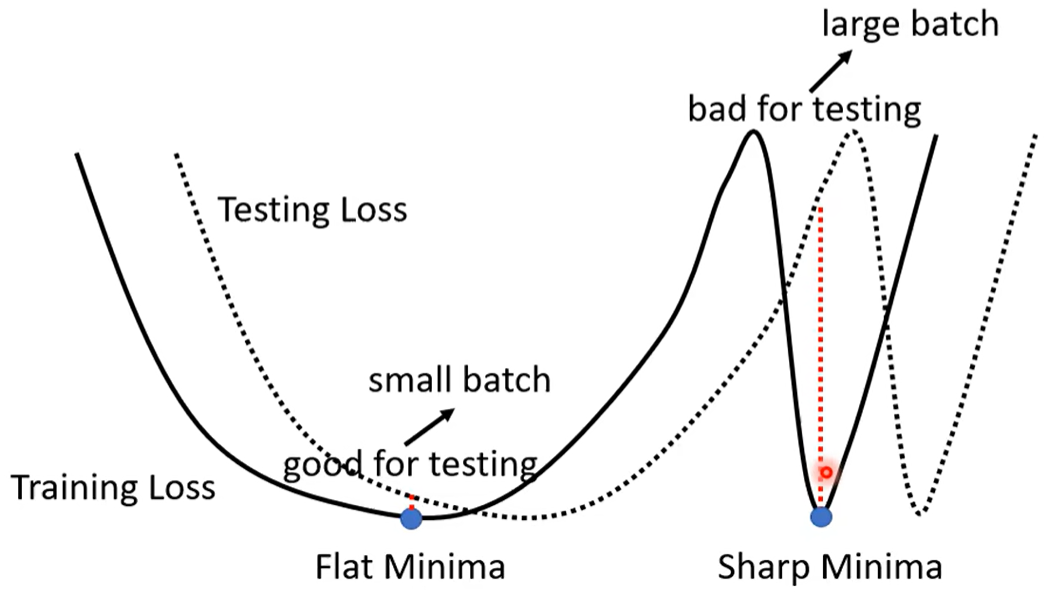 large batch
bad for testing
Testing Loss
small batch
good for testing
Training Loss
Flat Minima
Sharp Minima